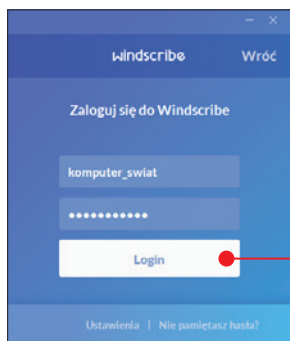 windscribe Wróć
Zaloguj się do Windscribe
komputer_swiat
•••••••••••
Login
Ustawienia | Nie pamiętasz hasła?